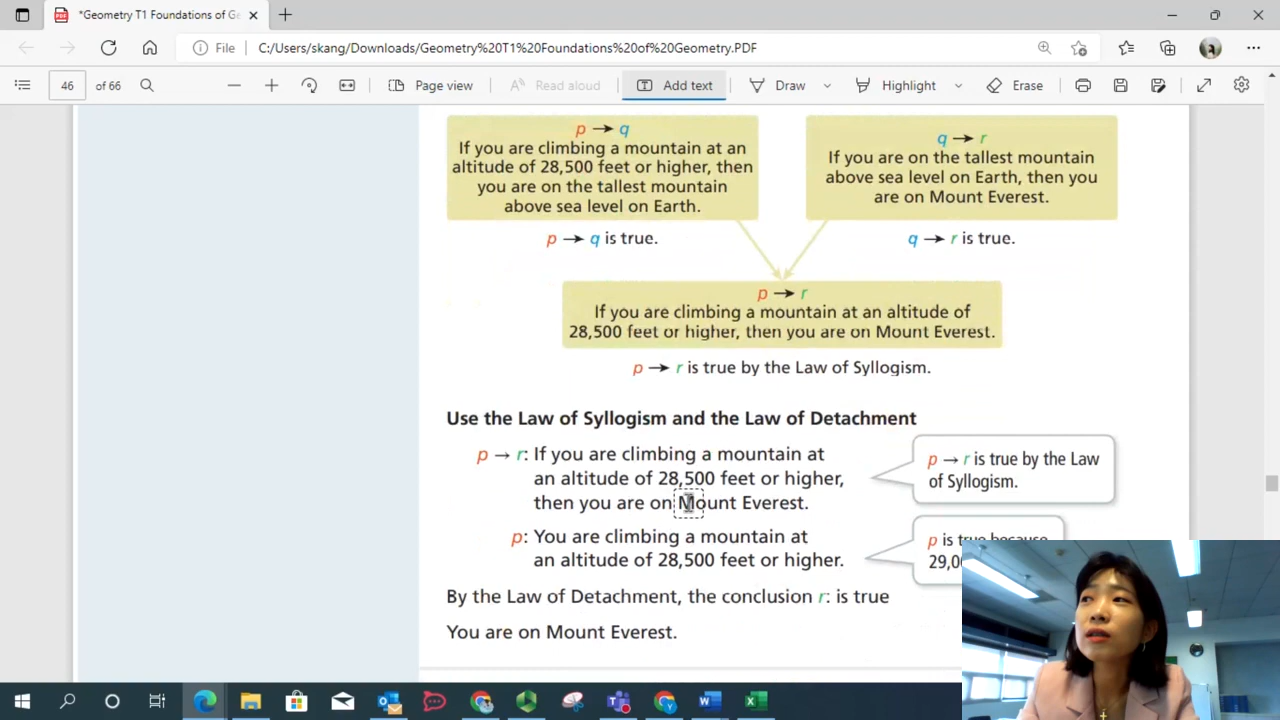 *Geometry T1 Foundations of Ge
File
C:/Users/skang/Downloads/Geometry%20T1%20Foundations%20of%20Geometry.PDF
46
of 66
Page view
Read aloud
Add text
Draw
Highlight
Erase
p → q
If you are climbing a mountain at an
altitude of 28,500 feet or higher, then
you are on the tallest mountain
above sea level on Earth.
q → r
If you are on the tallest mountain
above sea level on Earth, then you
are on Mount Everest.
p → q is true.
q → r is true.
p → r
If you are climbing a mountain at an altitude of
28,500 feet or higher, then you are on Mount Everest.
p → r is true by the Law of Syllogism.
Use the Law of Syllogism and the Law of Detachment
p → r: If you are climbing a mountain at
an altitude of 28,500 feet or higher,
then you are on Mount Everest.
p → r is true by the Law
of Syllogism.
p: You are climbing a mountain at
an altitude of 28,500 feet or higher.
p is true because
29,0
By the Law of Detachment, the conclusion r: is true
You are on Mount Everest.